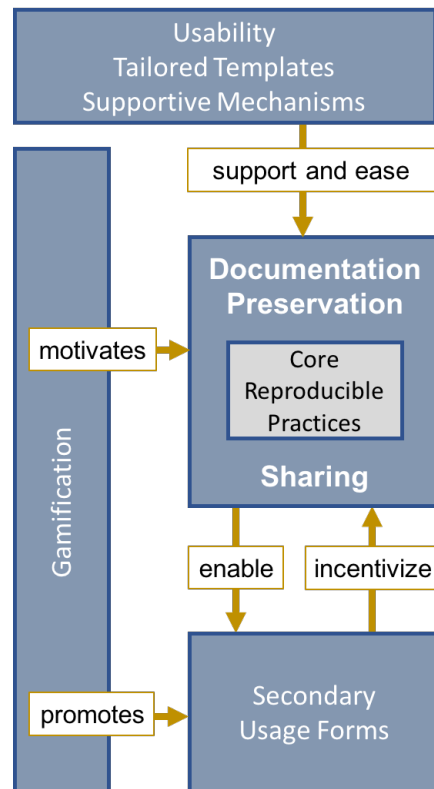 Usability
Tailored Templates
Supportive Mechanisms
support and ease
Documentation
Preservation
motivates
Core
Reproducible
Practices
Sharing
Gamification
enable
incentivize
promotes
Secondary
Usage Forms